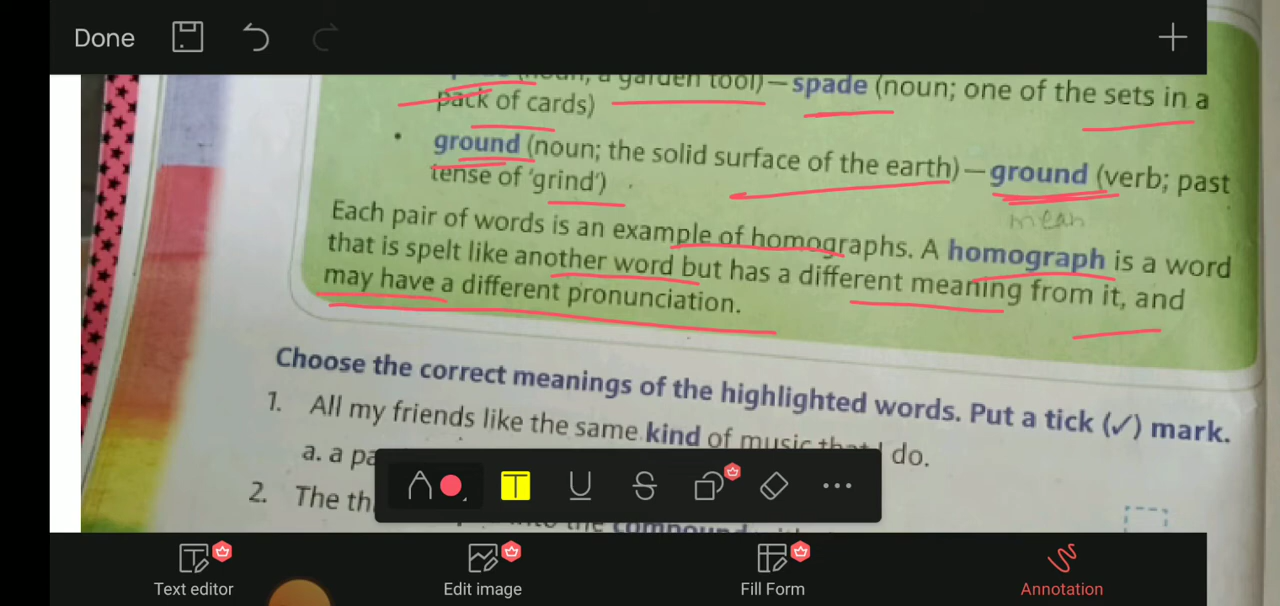 Done
(noun; a garden tool)—spade (noun; one of the sets in a
pack of cards)
• ground (noun; the solid surface of the earth)—ground (verb; past
tense of 'grind')
mean
Each pair of words is an example of homographs. A homograph is a word
that is spelt like another word but has a different meaning from it, and
may have a different pronunciation.
Choose the correct meanings of the highlighted words. Put a tick (✓) mark.
1. All my friends like the same kind of music that I do.
a. a pa
2. The th
into the compound
T
U
S
Text editor
Edit image
Fill Form
Annotation